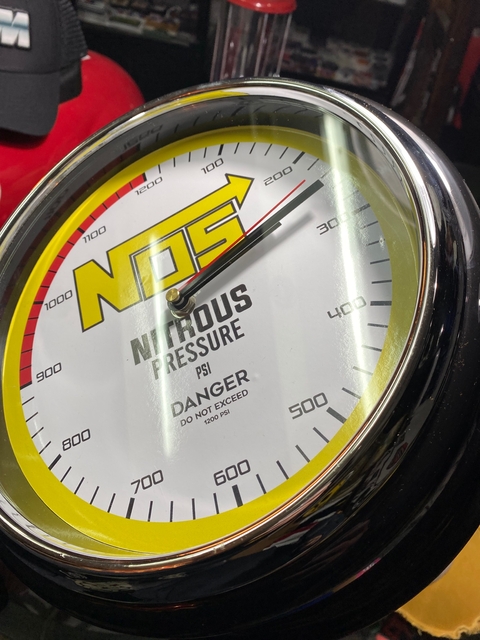 M
1200
100
200
300
400
500
600
700
800
900
1000
1100
NOS
NITROUS
PRESSURE
PSI
DANGER
DO NOT EXCEED
1200 PSI